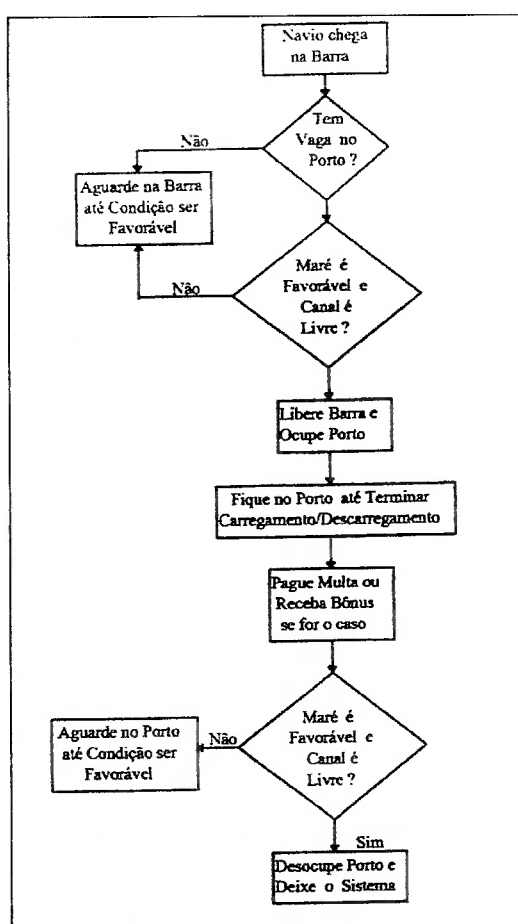 Navio chega
na Barra
Tem
Vaga no
Porto ?
Não
Aguarde na Barra
até Condição ser
Favorável
Maré é
Favorável e
Canal é
Livre ?
Não
Libere Barra e
Ocupe Porto
Fique no Porto até Terminar
Carregamento/Descarregamento
Pague Multa ou
Receba Bônus
se for o caso
Maré é
Favorável e
Canal é
Livre ?
Não
Aguarde no Porto
até Condição ser
Favorável
Sim
Desocupe Porto e
Deixe o Sistema